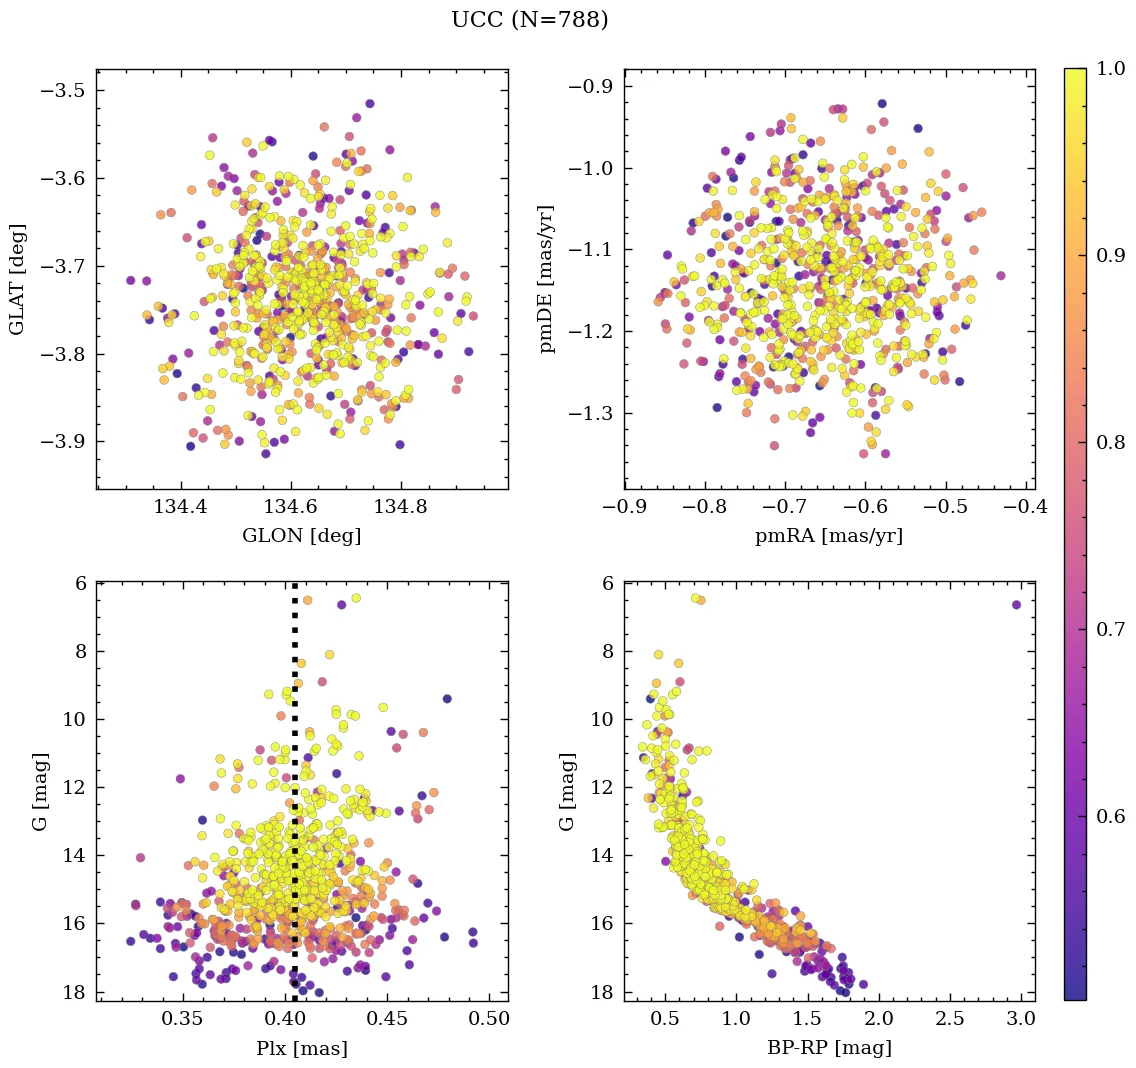 UCC (N=788)
−3.5
−3.6
−3.7
−3.8
−3.9
GLAT [deg]
134.4 134.6 134.8
GLON [deg]
−0.9
−1.0
−1.1
−1.2
−1.3
pmDE [mas/yr]
−0.9 −0.8 −0.7 −0.6 −0.5 −0.4
pmRA [mas/yr]
1.0
0.9
0.8
0.7
0.6
6
8
10
12
14
16
18
G [mag]
0.35 0.40 0.45 0.50
Plx [mas]
6
8
10
12
14
16
18
G [mag]
0.5 1.0 1.5 2.0 2.5 3.0
BP-RP [mag]